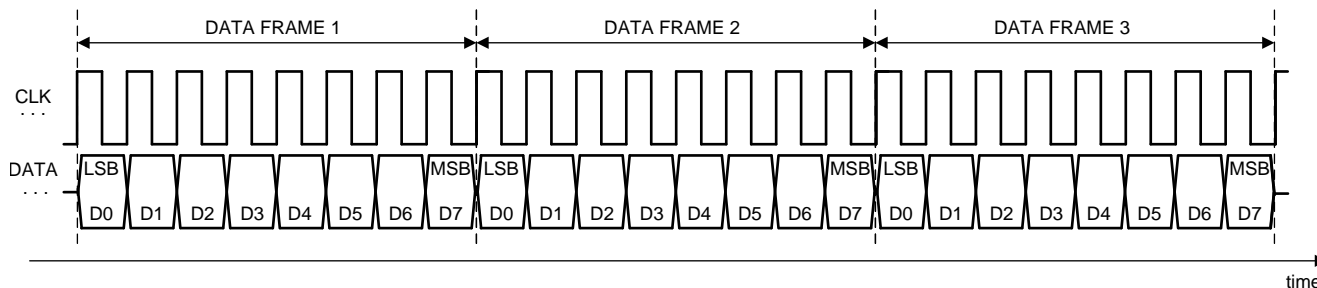 DATA FRAME 1 DATA FRAME 2 DATA FRAME 3
CLK
. . .
DATA
. . .
LSB MSB LSB MSB LSB MSB
D0 D1 D2 D3 D4 D5 D6 D7 D0 D1 D2 D3 D4 D5 D6 D7 D0 D1 D2 D3 D4 D5 D6 D7
time